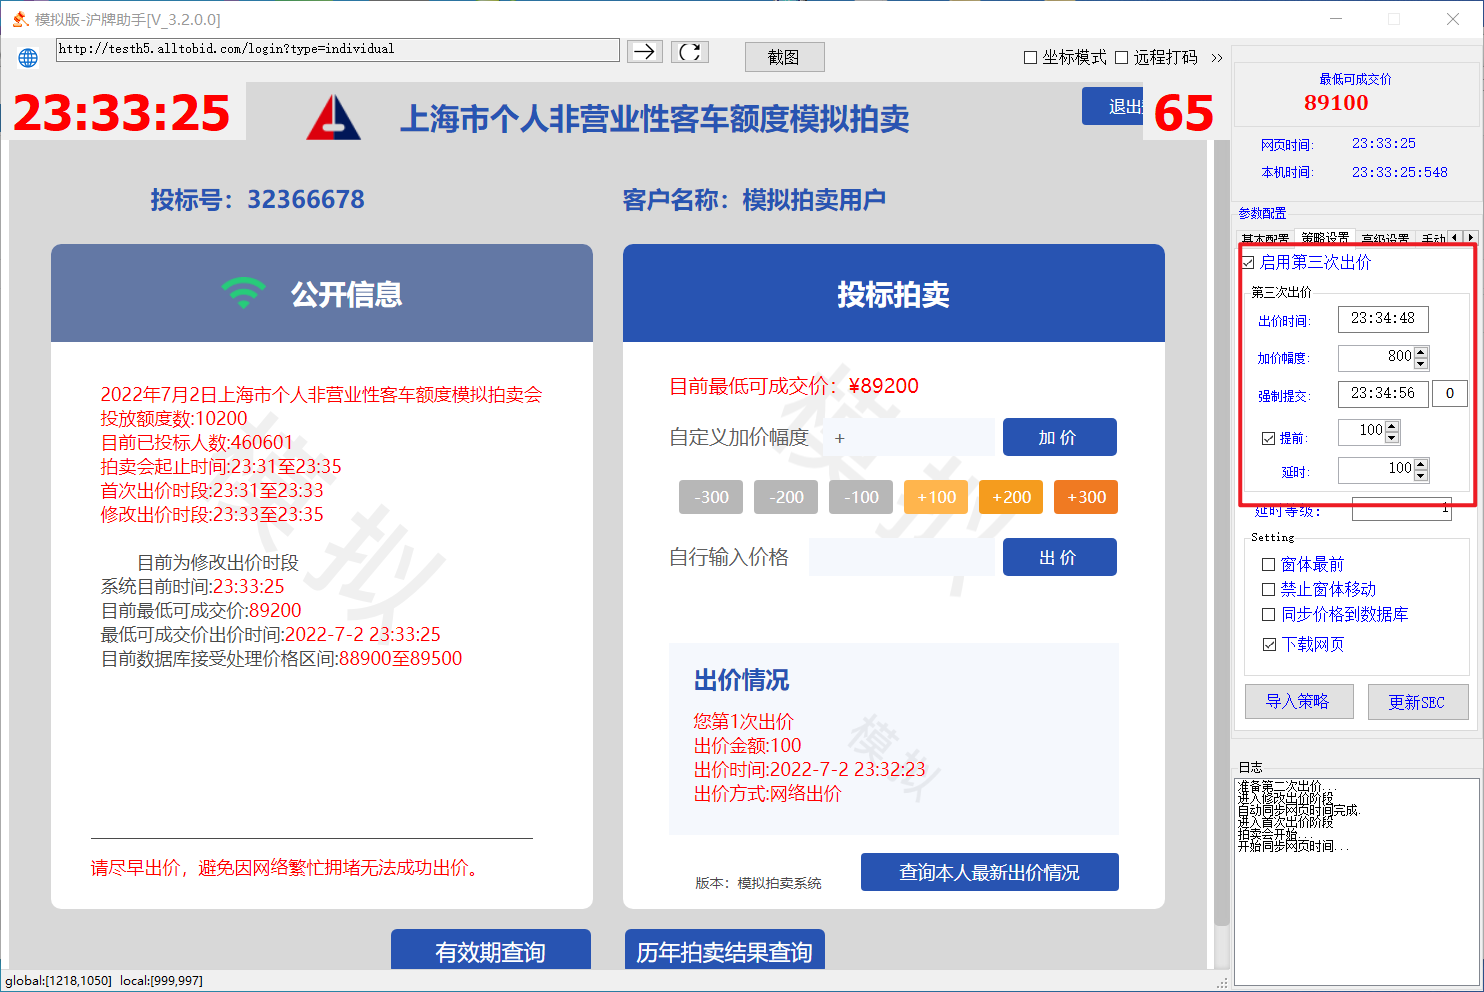 模拟版-沪牌助手[V_3.2.0.0]
http://testh5.alltobid.com/login?type=individual
截图
坐标模式
远程打码
>>
23:33:25
上海市个人非营业性客车额度模拟拍卖
退出
65
投标号：32366678
客户名称：模拟拍卖用户
公开信息
2022年7月2日上海市个人非营业性客车额度模拟拍卖会
投放额度数:10200
目前已投标人数:460601
拍卖会起止时间:23:31至23:35
首次出价时段:23:31至23:33
修改出价时段:23:33至23:35
目前为修改出价时段
系统目前时间:23:33:25
目前最低可成交价:89200
最低可成交价出价时间:2022-7-2 23:33:25
目前数据库接受处理价格区间:88900至89500
模拟
请尽早出价，避免因网络繁忙拥堵无法成功出价。
投标拍卖
目前最低可成交价：¥89200
自定义加价幅度
+
加 价
-300
-200
-100
+100
+200
+300
自行输入价格
出 价
模拟
出价情况
您第1次出价
出价金额:100
出价时间:2022-7-2 23:32:23
出价方式:网络出价
模拟
版本：模拟拍卖系统
查询本人最新出价情况
有效期查询
历年拍卖结果查询
global:[1218,1050] local:[999,997]
最低可成交价
89100
网页时间: 23:33:25
本机时间: 23:33:25:548
参数配置
基本配置 策略设置 高级设置 手动
启用第三次出价
第三次出价
出价时间: 23:34:48
加价幅度: 800
强制提交: 23:34:56 0
提前: 100
延时: 100
延时等级: 1
Setting
窗体最前
禁止窗体移动
同步价格到数据库
下载网页
导入策略
更新SEC
日志
准备第二次出价...
进入修改出价阶段
自动同步网页时间完成.
进入首次出价阶段
拍卖会开始...
开始同步网页时间...